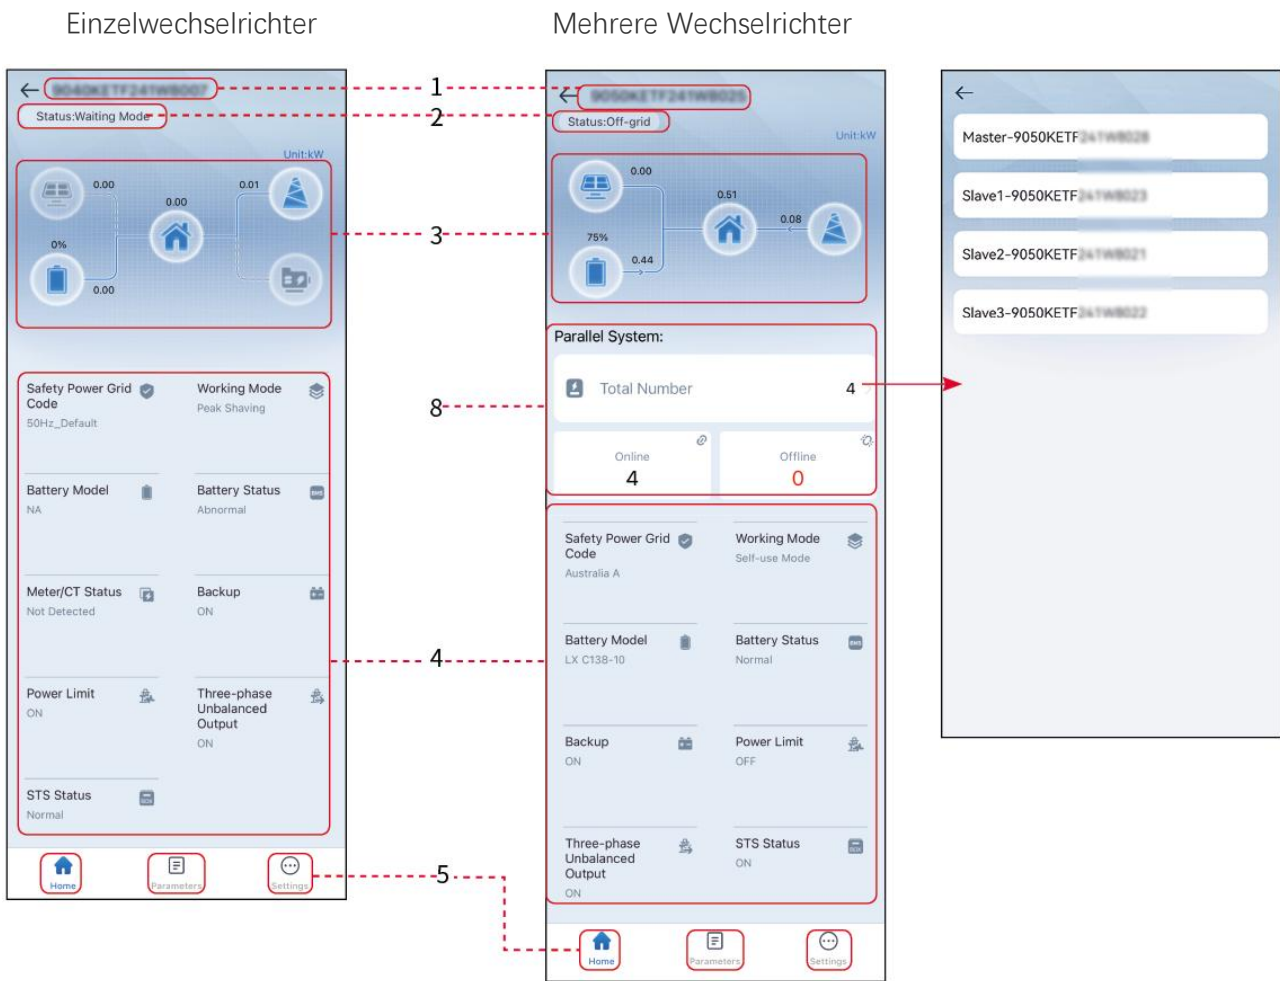 Einzelwechselrichter
Mehrere Wechselrichter
1
2
3
8
4
5
Status:Waiting Mode
Unit:kW
0.00
0.01
0.00
0%
0.00
Safety Power Grid Code
50Hz_Default
Working Mode
Peak Shaving
Battery Model
NA
Battery Status
Abnormal
Meter/CT Status
Not Detected
Backup
ON
Power Limit
ON
Three-phase
Unbalanced
Output
ON
STS Status
Normal
Home
Parameters
Settings
Status:Off-grid
Unit:kW
0.00
0.51
0.08
75%
0.44
Parallel System:
Total Number
4
Online
4
Offline
0
Safety Power Grid
Code
Australia A
Working Mode
Self-use Mode
Battery Model
LX C138-10
Battery Status
Normal
Backup
ON
Power Limit
OFF
Three-phase
Unbalanced
Output
ON
STS Status
ON
Home
Parameters
Settings
Master-9050KETF
Slave1-9050KETF
Slave2-9050KETF
Slave3-9050KETF